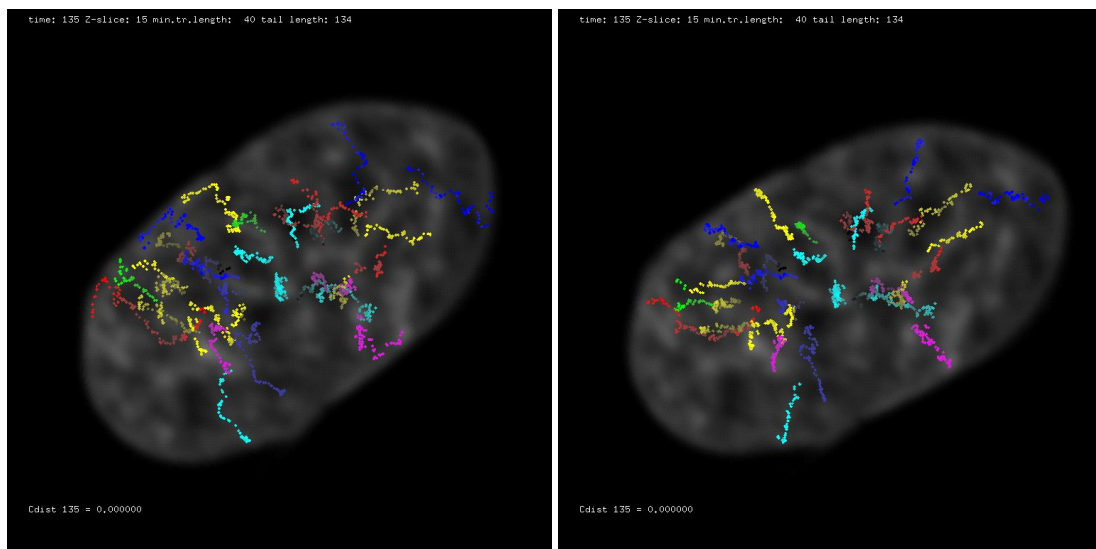 time: 135 Z-slice: 15 min.tr.length:  40 tail length: 134
time: 135 Z-slice: 15 min.tr.length:  40 tail length: 134
Cdist 135 = 0.000000
Cdist 135 = 0.000000